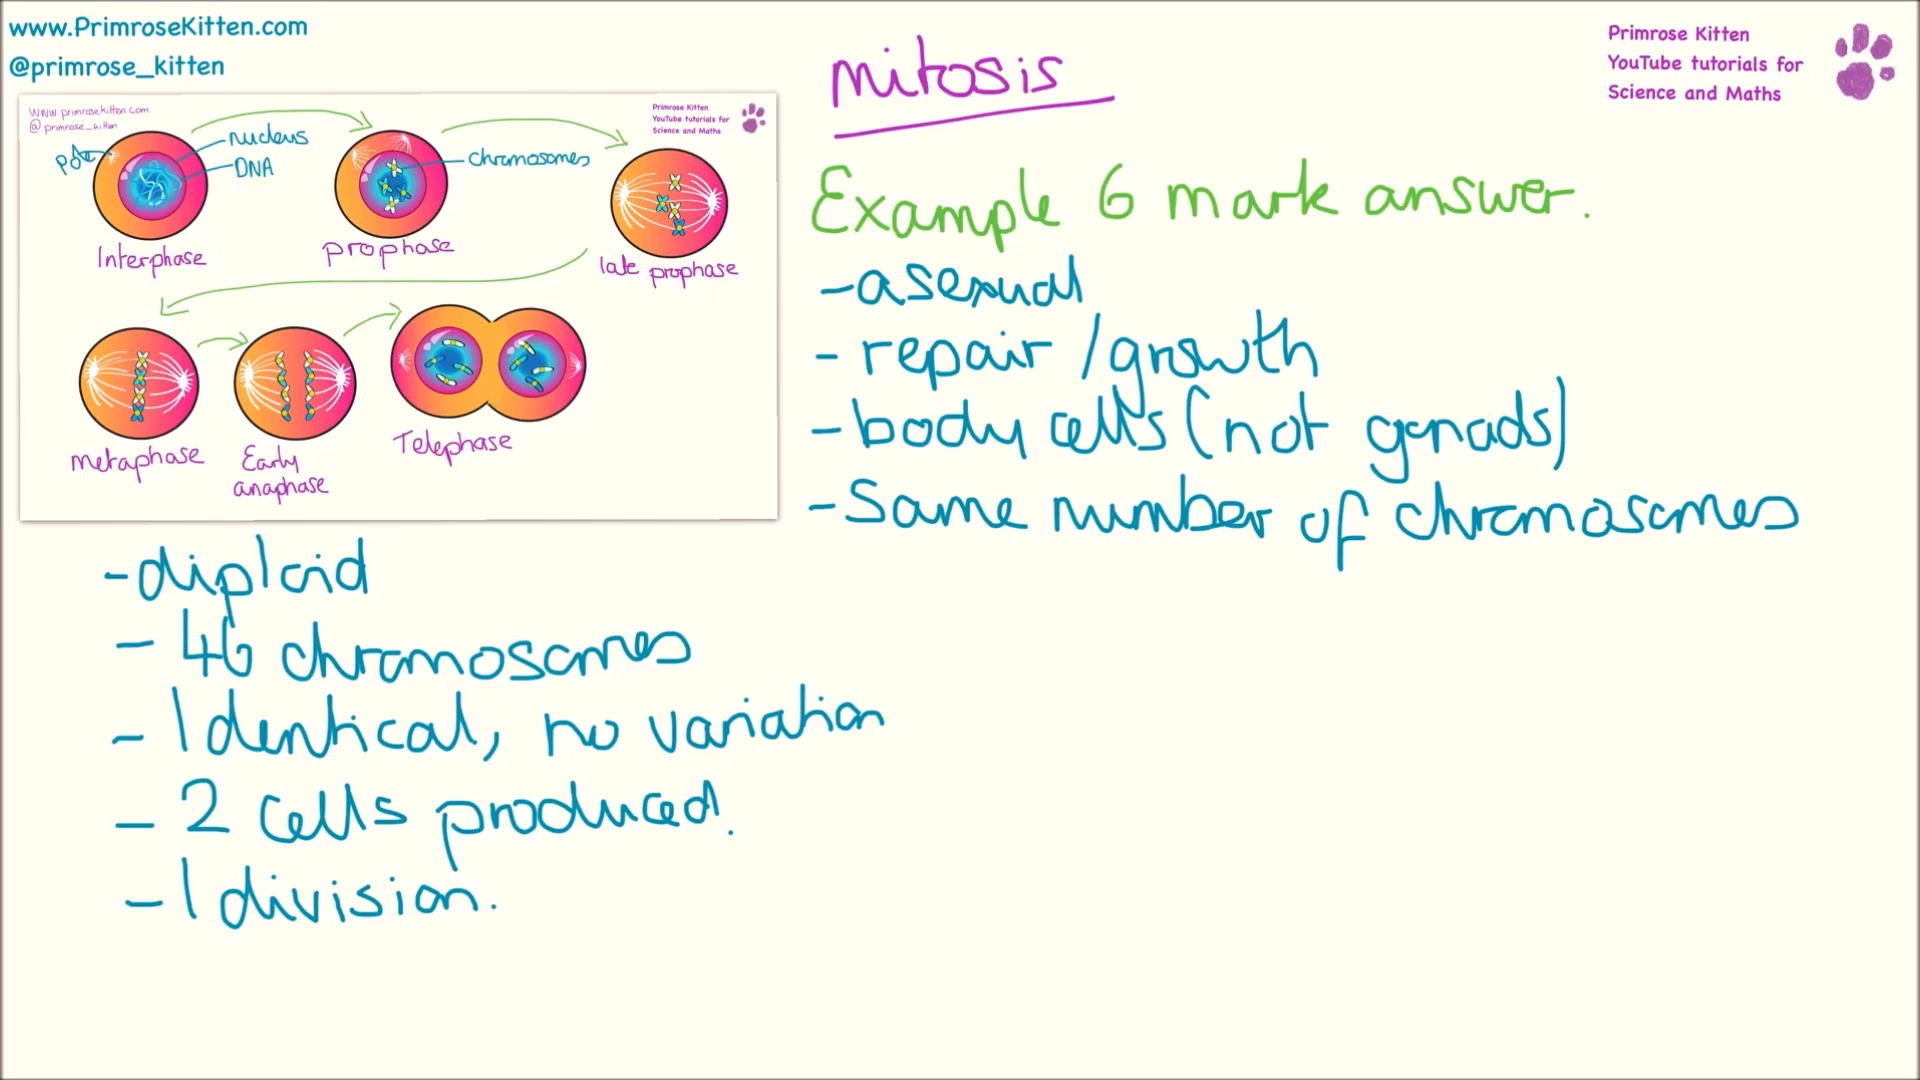 www.PrimroseKitten.com
@primrose_kitten
Primrose Kitten
YouTube tutorials for
Science and Maths
mitosis
www.primrosekitten.com
@primrose_kitten
Primrose Kitten
YouTube tutorials for
Science and Maths
pole
nucleus
DNA
chromosomes
Interphase
prophase
late prophase
metaphase
Early
anaphase
Telephase
Example 6 mark answer.
- asexual
- repair / growth
- body cells (not gonads)
- Same number of chromosomes
- diploid
- 46 chromosomes
- Identical, no variation
- 2 cells produced.
- 1 division.